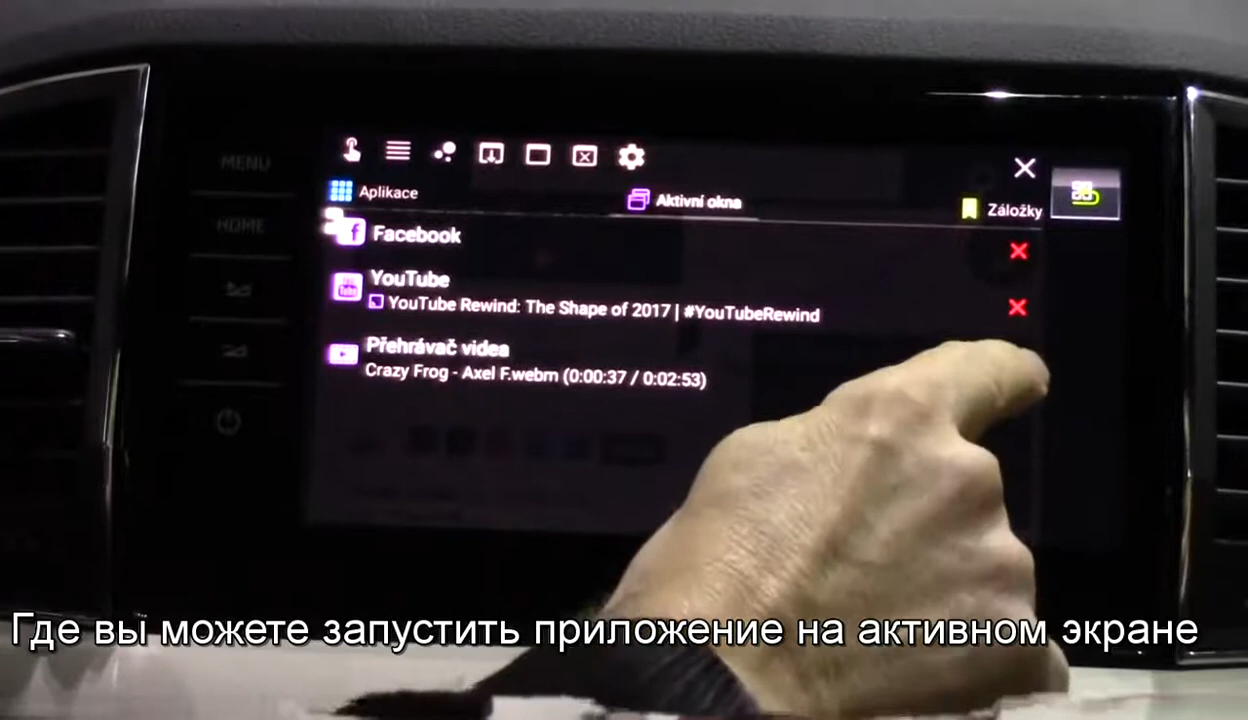 MENU
HOME
Aplikace
Aktivní okna
Záložky
Facebook
YouTube
YouTube Rewind: The Shape of 2017 | #YouTubeRewind
Přehrávač videa
Crazy Frog - Axel F.webm (0:00:37 / 0:02:53)
Где вы можете запустить приложение на активном экране